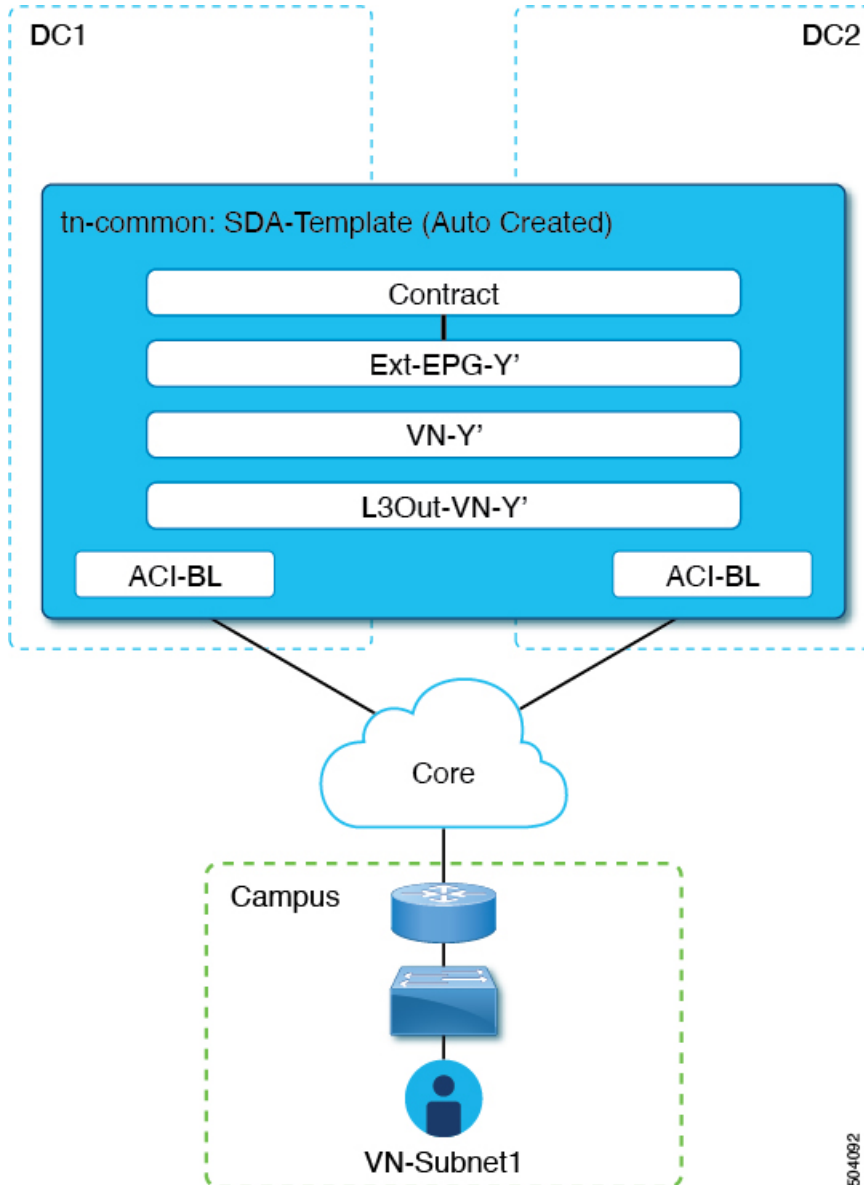 DC1
DC2
tn-common: SDA-Template (Auto Created)
Contract
Ext-EPG-Y’
VN-Y’
L3Out-VN-Y’
ACI-BL
ACI-BL
Core
Campus
VN-Subnet1
504092